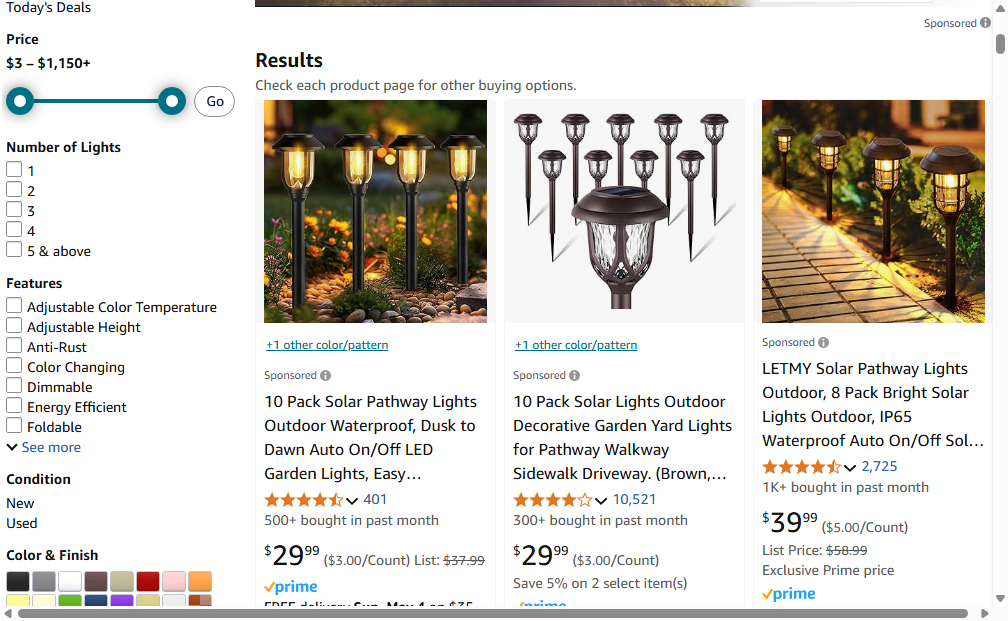 Today's Deals
Price
$3 – $1,150+
Go
Number of Lights
1
2
3
4
5 & above
Features
Adjustable Color Temperature
Adjustable Height
Anti-Rust
Color Changing
Dimmable
Energy Efficient
Foldable
See more
Condition
New
Used
Color & Finish
Sponsored
Results
Check each product page for other buying options.
+1 other color/pattern
Sponsored
10 Pack Solar Pathway Lights
Outdoor Waterproof, Dusk to
Dawn Auto On/Off LED
Garden Lights, Easy…
401
500+ bought in past month
$29.99 ($3.00/Count) List: $37.99
prime
FREE delivery Sun, May 4 on $35
+1 other color/pattern
Sponsored
10 Pack Solar Lights Outdoor
Decorative Garden Yard Lights
for Pathway Walkway
Sidewalk Driveway. (Brown,…
10,521
300+ bought in past month
$29.99 ($3.00/Count)
Save 5% on 2 select item(s)
prime
Sponsored
LETMY Solar Pathway Lights
Outdoor, 8 Pack Bright Solar
Lights Outdoor, IP65
Waterproof Auto On/Off Sol…
2,725
1K+ bought in past month
$39.99 ($5.00/Count)
List Price: $58.99
Exclusive Prime price
prime